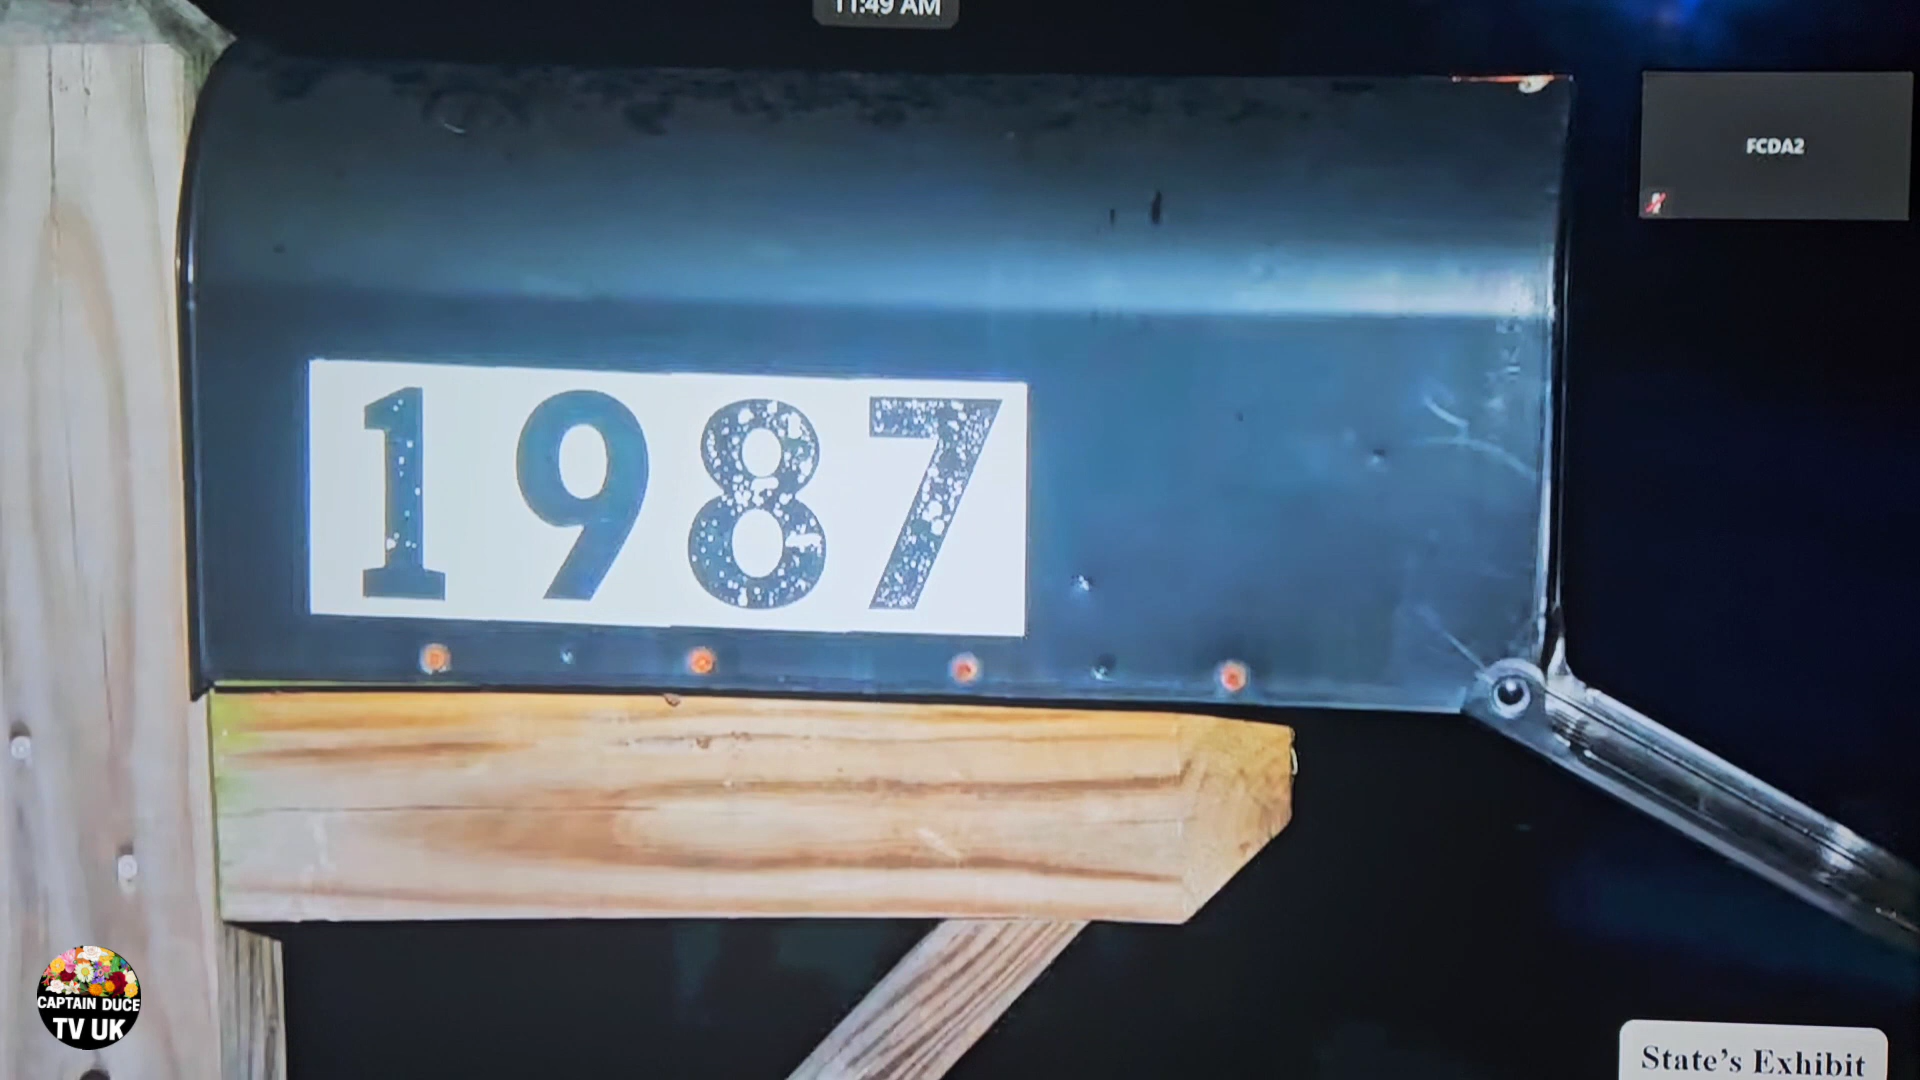 11:49 AM
FCDA2
1987
CAPTAIN DUCE
TV UK
State's Exhibit